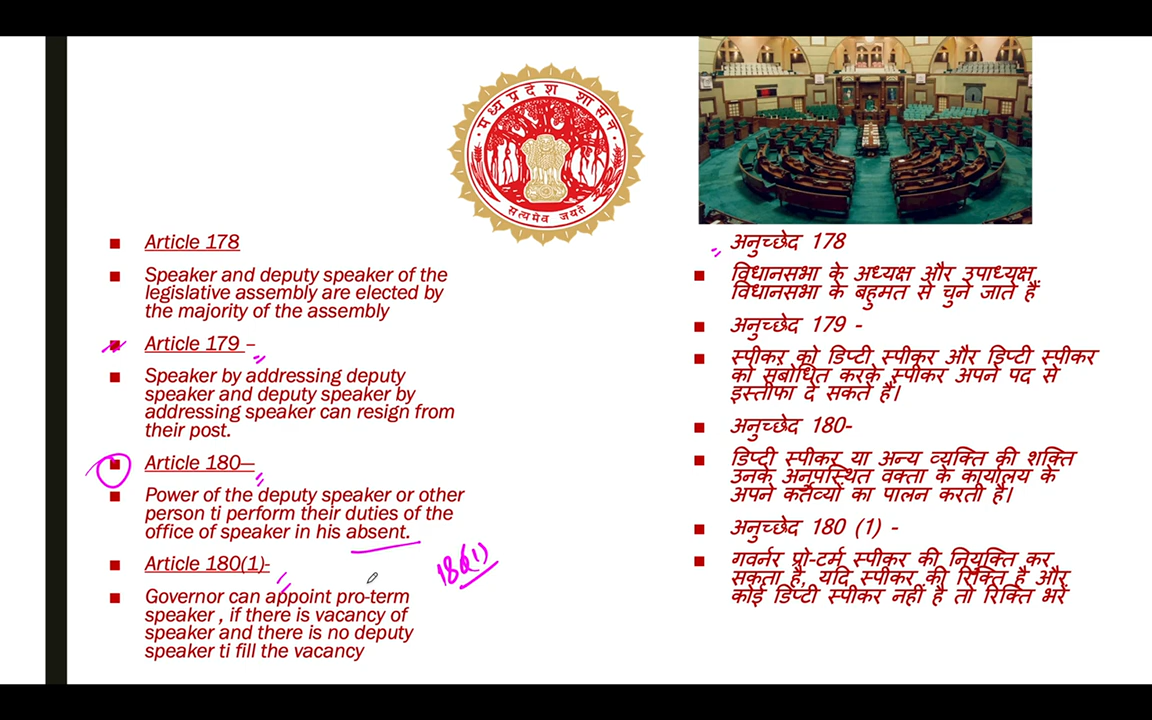 मध्यप्रदेश शासन
सत्यमेव जयते
Article 178
Speaker and deputy speaker of the
legislative assembly are elected by
the majority of the assembly
Article 179 –
Speaker by addressing deputy
speaker and deputy speaker by
addressing speaker can resign from
their post.
Article 180—
Power of the deputy speaker or other
person ti perform their duties of the
office of speaker in his absent.
180(1)
Article 180(1)-
Governor can appoint pro-term
speaker , if there is vacancy of
speaker and there is no deputy
speaker ti fill the vacancy
अनुच्छेद 178
विधानसभा के अध्यक्ष और उपाध्यक्ष
विधानसभा के बहुमत से चुने जाते हैं
अनुच्छेद 179 -
स्पीकर को डिप्टी स्पीकर और डिप्टी स्पीकर
को संबोधित करके स्पीकर अपने पद से
इस्तीफा दे सकते हैं।
अनुच्छेद 180-
डिप्टी स्पीकर या अन्य व्यक्ति की शक्ति
उनके अनुपस्थित वक्ता के कार्यालय के
अपने कर्तव्यों का पालन करती है।
अनुच्छेद 180 (1) -
गवर्नर प्रो-टर्म स्पीकर की नियुक्ति कर
सकता है, यदि स्पीकर की रिक्ति है और
कोई डिप्टी स्पीकर नहीं है तो रिक्ति भरें